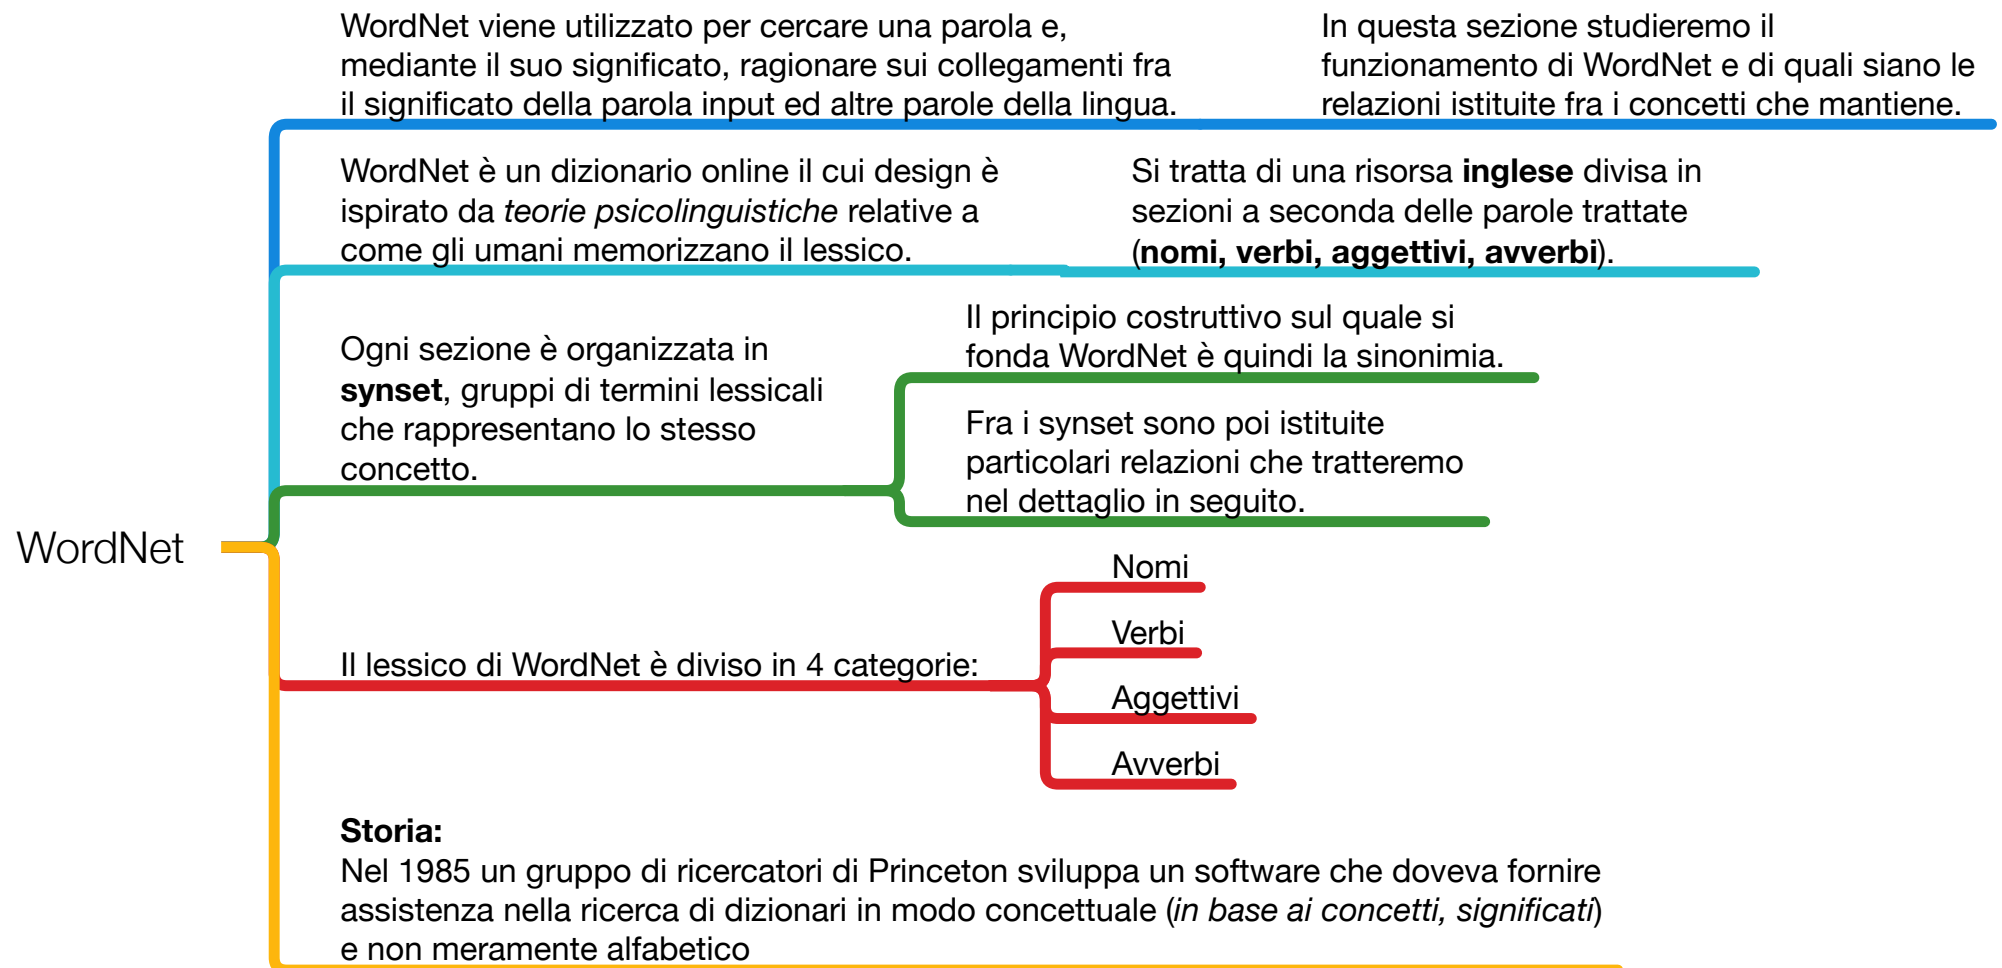 WordNet
WordNet viene utilizzato per cercare una parola e,
mediante il suo significato, ragionare sui collegamenti fra
il significato della parola input ed altre parole della lingua.
In questa sezione studieremo il
funzionamento di WordNet e di quali siano le
relazioni istituite fra i concetti che mantiene.
WordNet è un dizionario online il cui design è
ispirato da teorie psicolinguistiche relative a
come gli umani memorizzano il lessico.
Si tratta di una risorsa inglese divisa in
sezioni a seconda delle parole trattate
(nomi, verbi, aggettivi, avverbi).
Ogni sezione è organizzata in
synset, gruppi di termini lessicali
che rappresentano lo stesso
concetto.
Il principio costruttivo sul quale si
fonda WordNet è quindi la sinonimia.
Fra i synset sono poi istituite
particolari relazioni che tratteremo
nel dettaglio in seguito.
Il lessico di WordNet è diviso in 4 categorie:
Nomi
Verbi
Aggettivi
Avverbi
Storia:
Nel 1985 un gruppo di ricercatori di Princeton sviluppa un software che doveva fornire
assistenza nella ricerca di dizionari in modo concettuale (in base ai concetti, significati)
e non meramente alfabetico